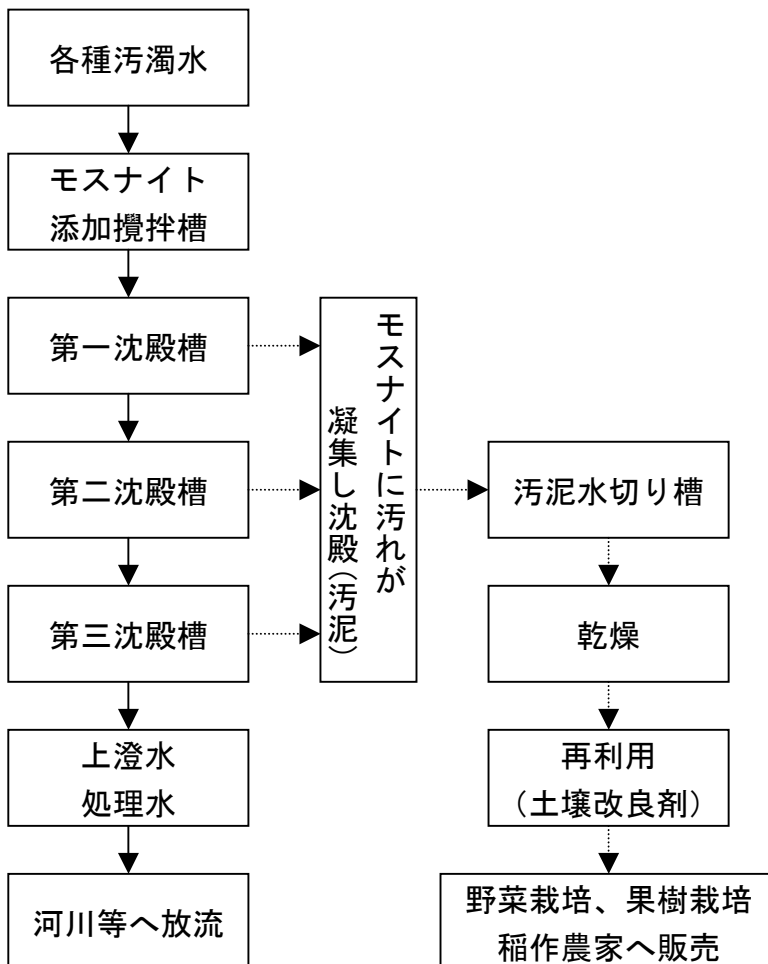 各種汚濁水
モスナイト
添加攪拌槽
第一沈殿槽
第二沈殿槽
第三沈殿槽
上澄水
処理水
河川等へ放流
モスナイトに汚れが
凝集し沈殿（汚泥）
汚泥水切り槽
乾燥
再利用
（土壌改良剤）
野菜栽培、果樹栽培
稲作農家へ販売